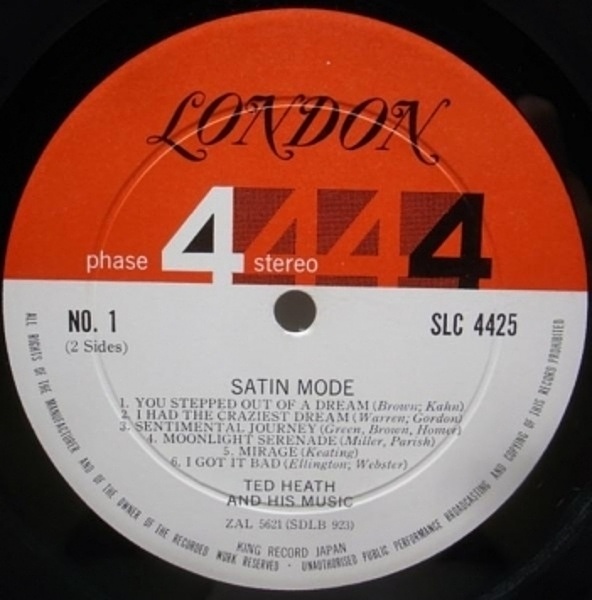 LONDON
phase 4 stereo 4 4 4
NO. 1
SLC 4425
(2 Sides)
SATIN MODE
1. YOU STEPPED OUT OF A DREAM (Brown; Kahn)
2. I HAD THE CRAZIEST DREAM (Warren; Gordon)
3. SENTIMENTAL JOURNEY (Green, Brown, Homer)
4. MOONLIGHT SERENADE (Miller, Parish)
5. MIRAGE (Keating)
6. I GOT IT BAD (Ellington; Webster)
TED HEATH
AND HIS MUSIC
ZAL 5621 (SDLB 923)
KING RECORD JAPAN
ALL RIGHTS OF THE MANUFACTURER AND OF THE OWNER OF THE RECORDED WORK RESERVED · UNAUTHORISED PUBLIC PERFORMANCE BROADCASTING AND COPYING OF THIS RECORD PROHIBITED